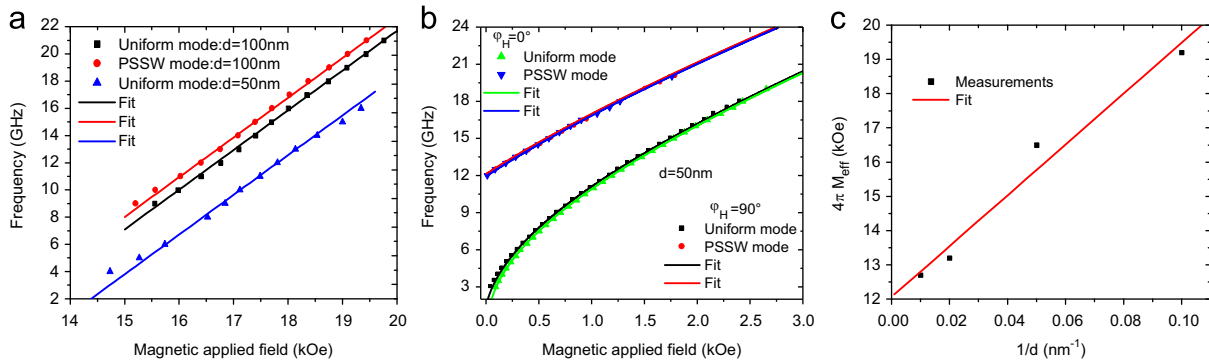 a
22
20
18
16
14
12
10
8
6
4
2
14 15 16 17 18 19 20
Frequency (GHz)
Magnetic applied field (kOe)
Uniform mode:d=100nm
PSSW mode:d=100nm
Uniform mode:d=50nm
Fit
Fit
Fit
b
24
21
18
15
12
9
6
3
0.0 0.5 1.0 1.5 2.0 2.5 3.0
Frequency (GHz)
Magnetic applied field (kOe)
φH=0°
Uniform mode
PSSW mode
Fit
Fit
d=50nm
φH=90°
Uniform mode
PSSW mode
Fit
Fit
c
20
19
18
17
16
15
14
13
12
0.00 0.02 0.04 0.06 0.08 0.10
4π Meff (kOe)
1/d (nm-1)
Measurements
Fit